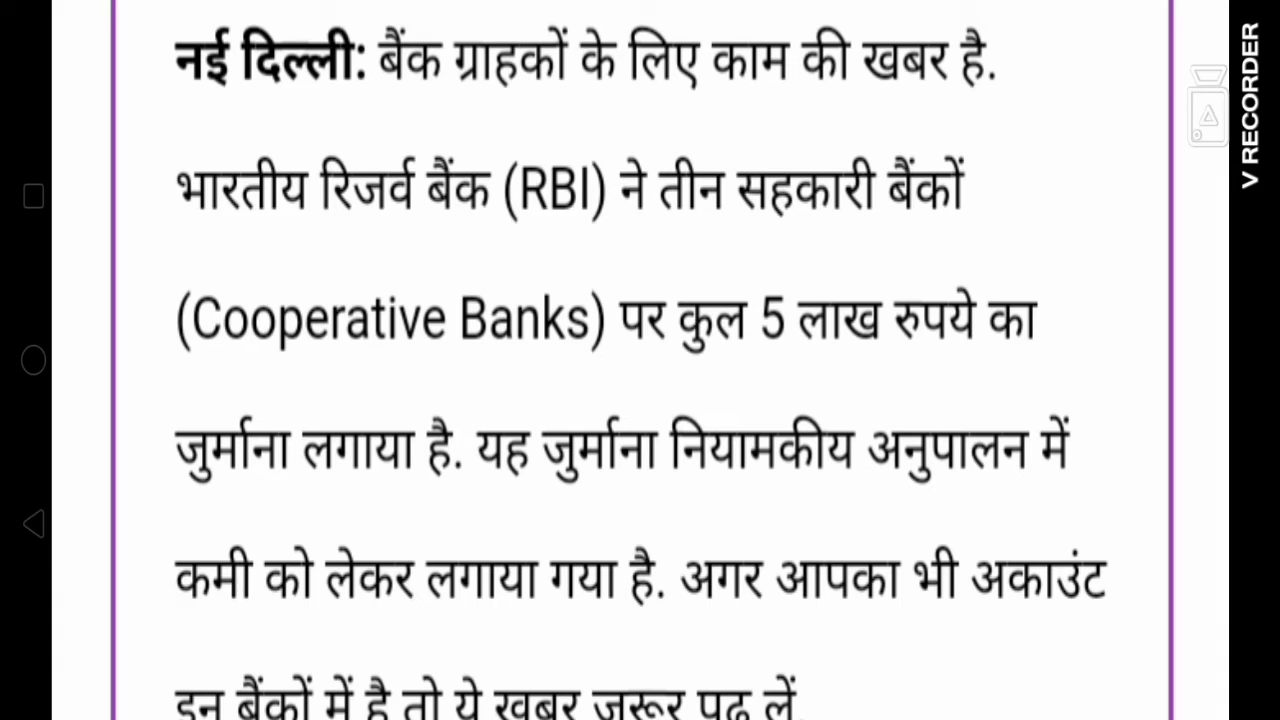 नई दिल्ली: बैंक ग्राहकों के लिए काम की खबर है.
भारतीय रिजर्व बैंक (RBI) ने तीन सहकारी बैंकों
(Cooperative Banks) पर कुल 5 लाख रुपये का
जुर्माना लगाया है. यह जुर्माना नियामकीय अनुपालन में
कमी को लेकर लगाया गया है. अगर आपका भी अकाउंट
इन बैंकों में है तो ये खबर जरूर पढ़ लें.
V RECORDER